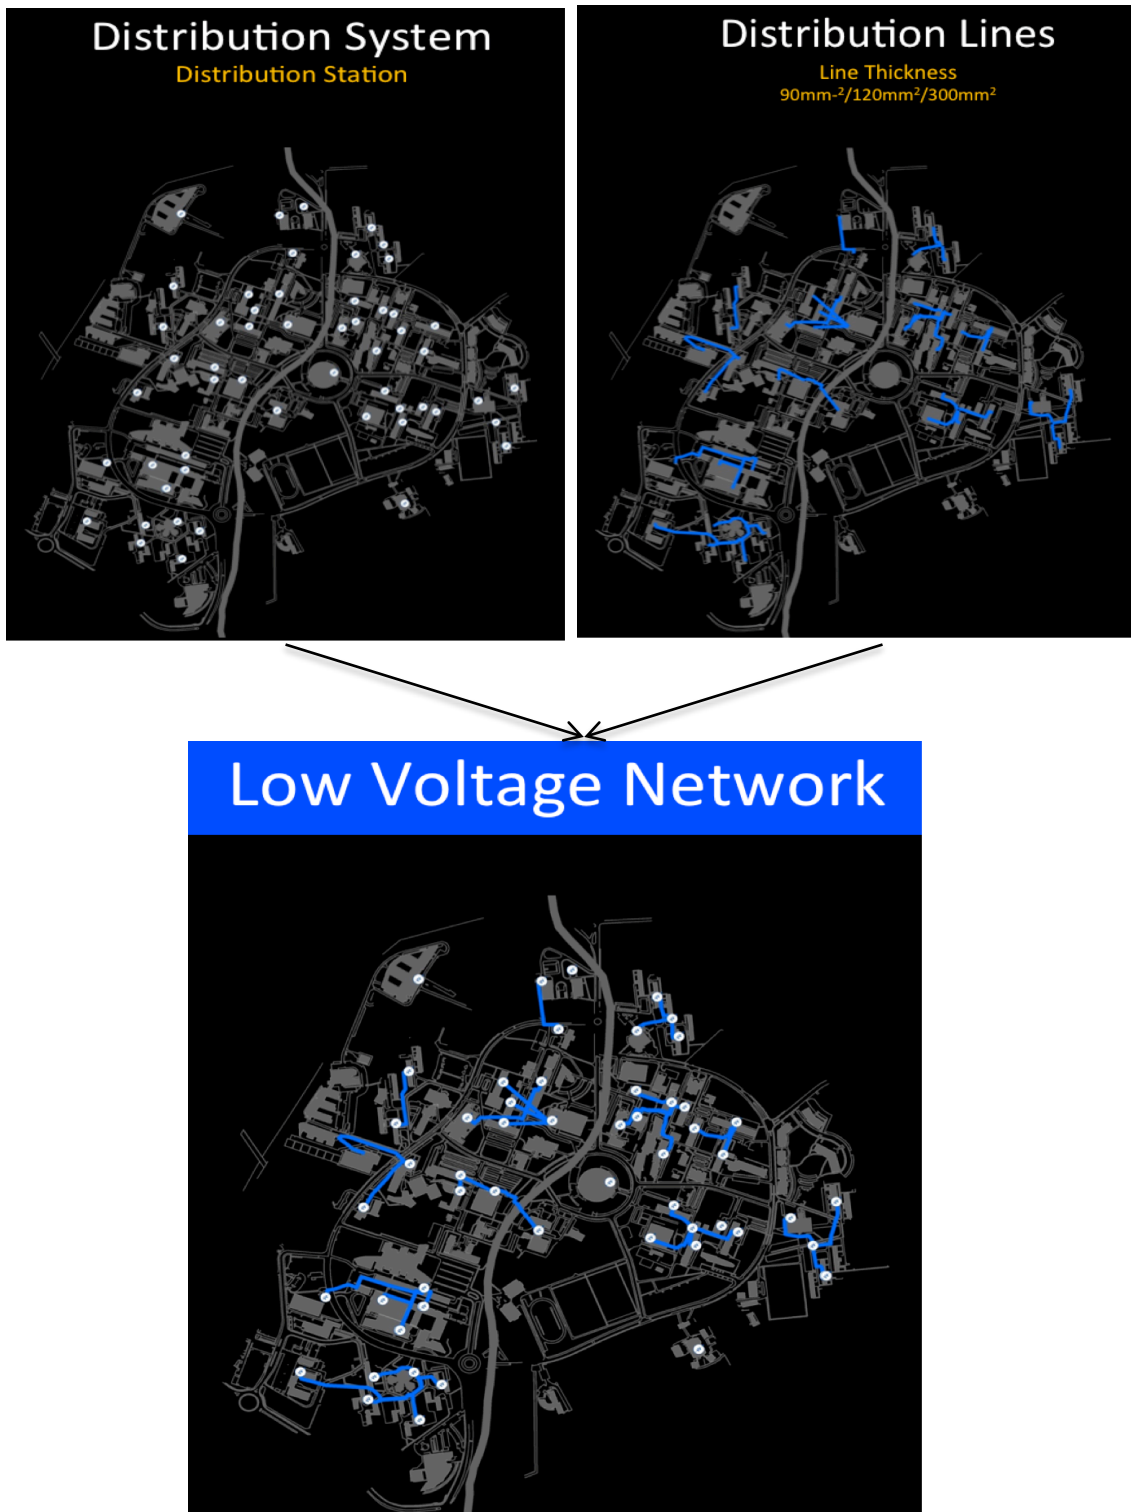 Distribution System
Distribution Station
Distribution Lines
Line Thickness
90mm-²/120mm²/300mm²
Low Voltage Network